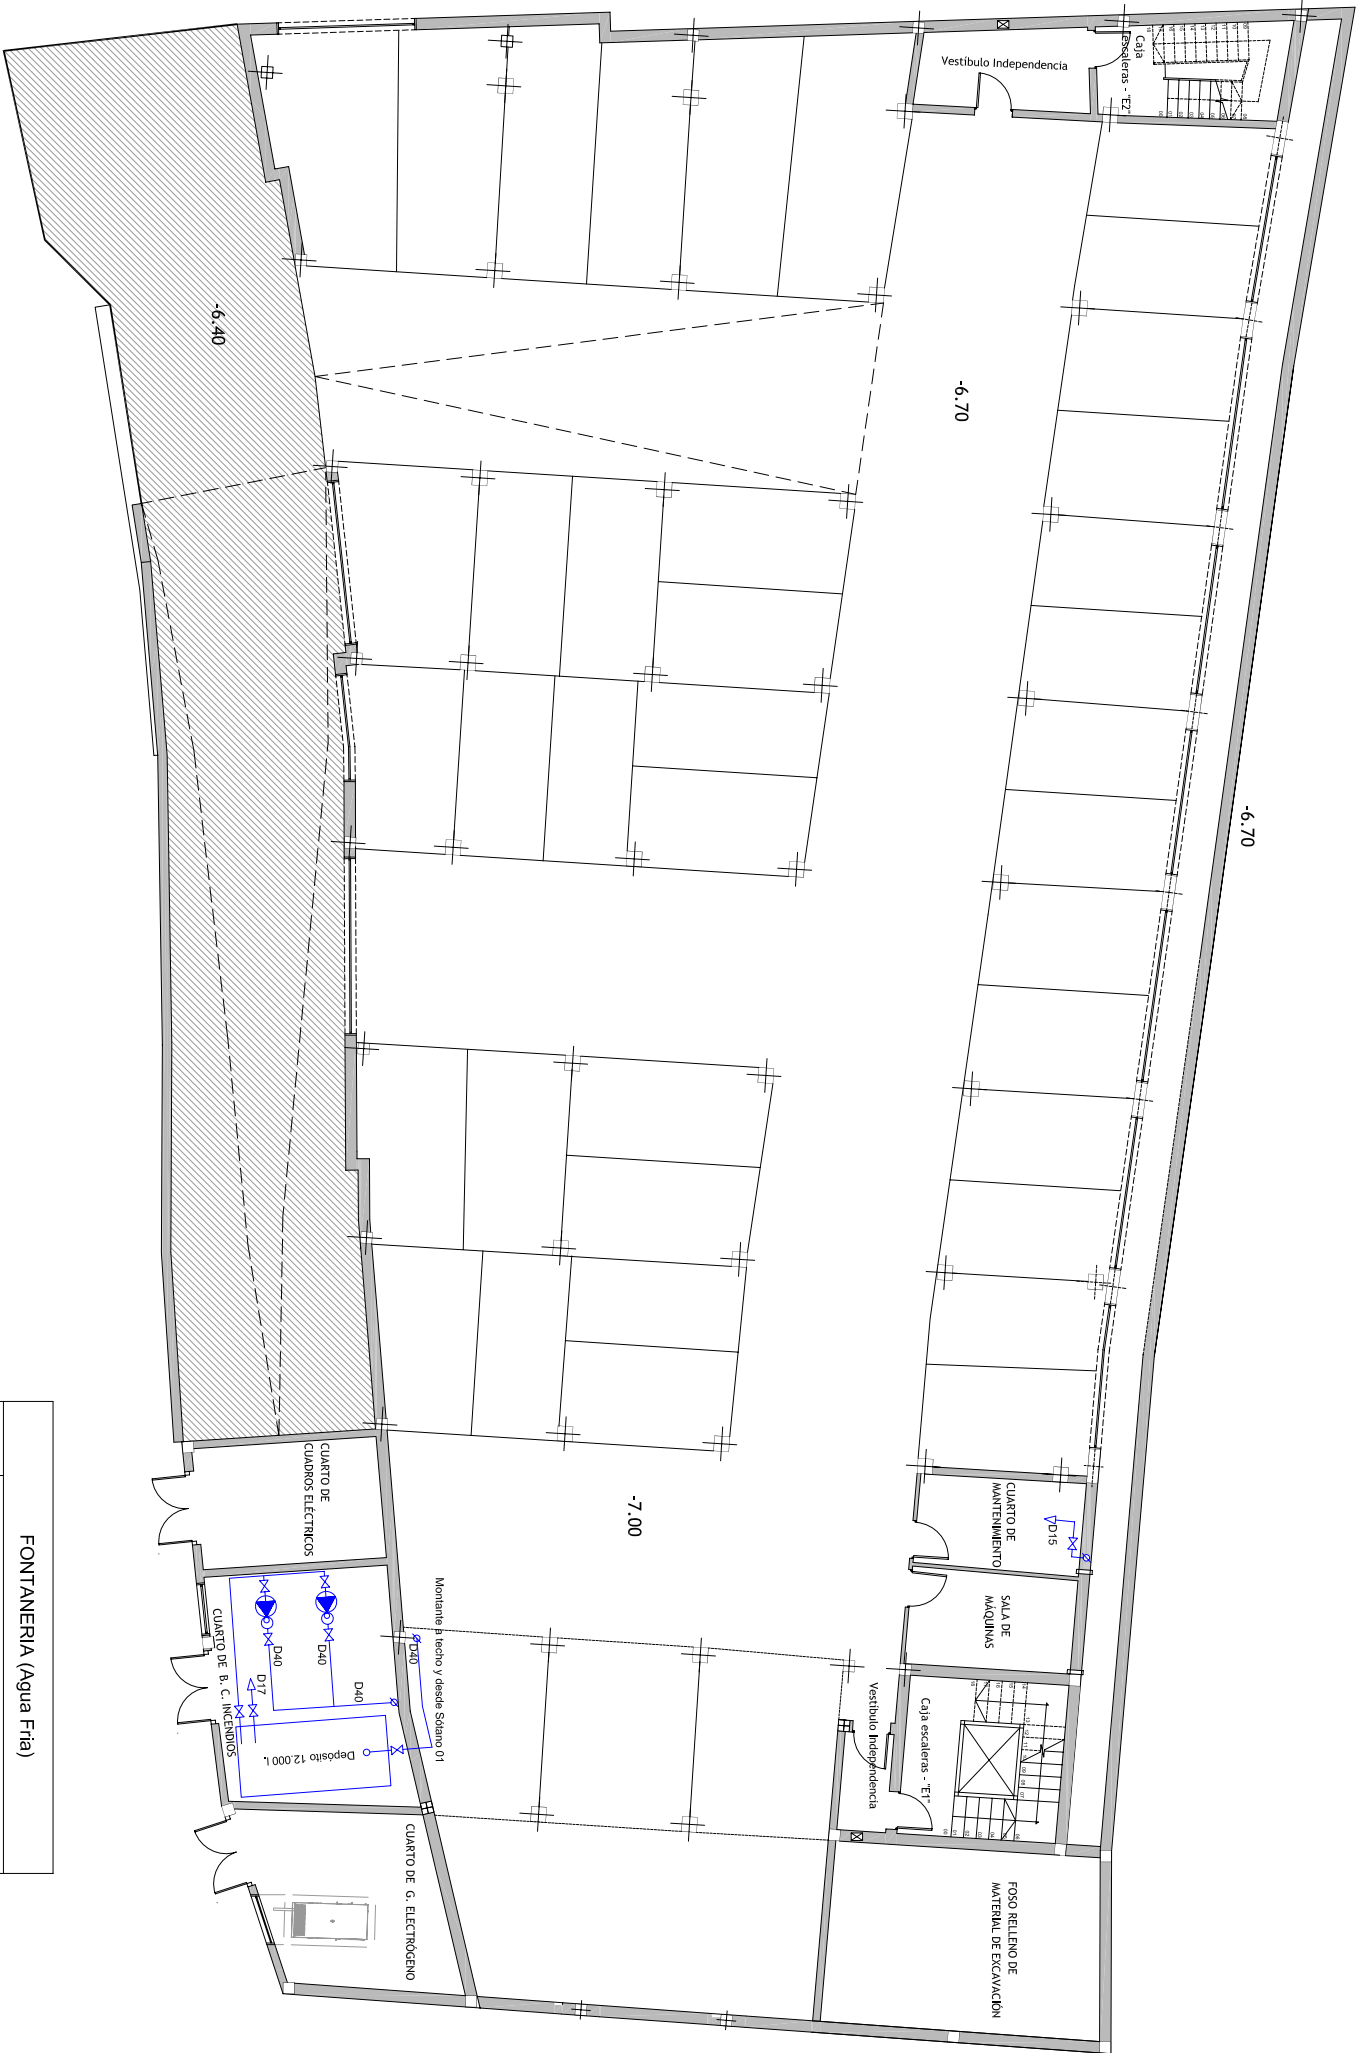 Vestíbulo Independencia
Caja
escaleras - "E2"
-6.40
-6.70
-6.70
-7.00
CUARTO DE
CUADROS ELÉCTRICOS
CUARTO DE
MANTENIMIENTO
D15
SALA DE
MÁQUINAS
Montante a techo y desde Sótano 01
D40
D40
D40
D40
D17
CUARTO DE B. C. INCENDIOS
Depósito 12.000 l.
Vestíbulo Independencia
Caja escaleras - "E1"
CUARTO DE G. ELECTRÓGENO
FOSO RELLENO DE
MATERIAL DE EXCAVACIÓN
FONTANERIA (Agua Fria)